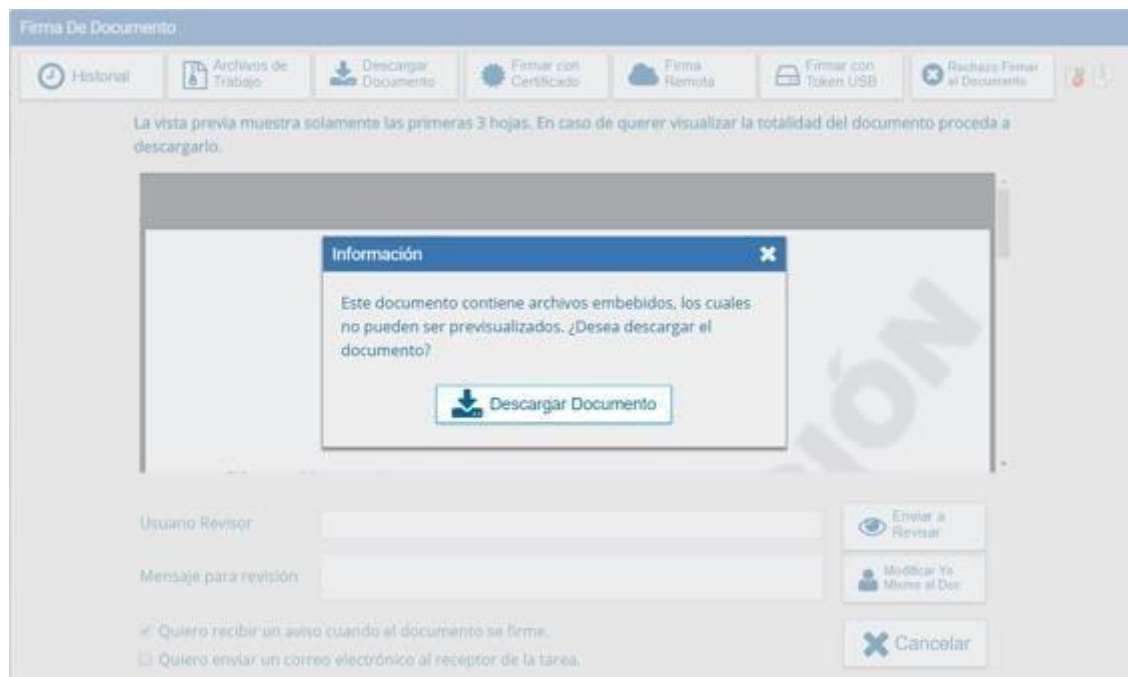 Firma De Documento
Historial
Archivos de
Trabajo
Descargar
Documento
Firmar con
Certificado
Firma
Remota
Firmar con
Token USB
Rechazo Firmar
el Documento
La vista previa muestra solamente las primeras 3 hojas. En caso de querer visualizar la totalidad del documento proceda a
descargarlo.
Información
Este documento contiene archivos embebidos, los cuales
no pueden ser previsualizados. ¿Desea descargar el
documento?
Descargar Documento
Usuario Revisor
Enviar a
Revisar
Mensaje para revisión
Modificar Yo
Mismo el Doc.
Quiero recibir un aviso cuando el documento se firme.
Quiero enviar un correo electrónico al receptor de la tarea.
Cancelar